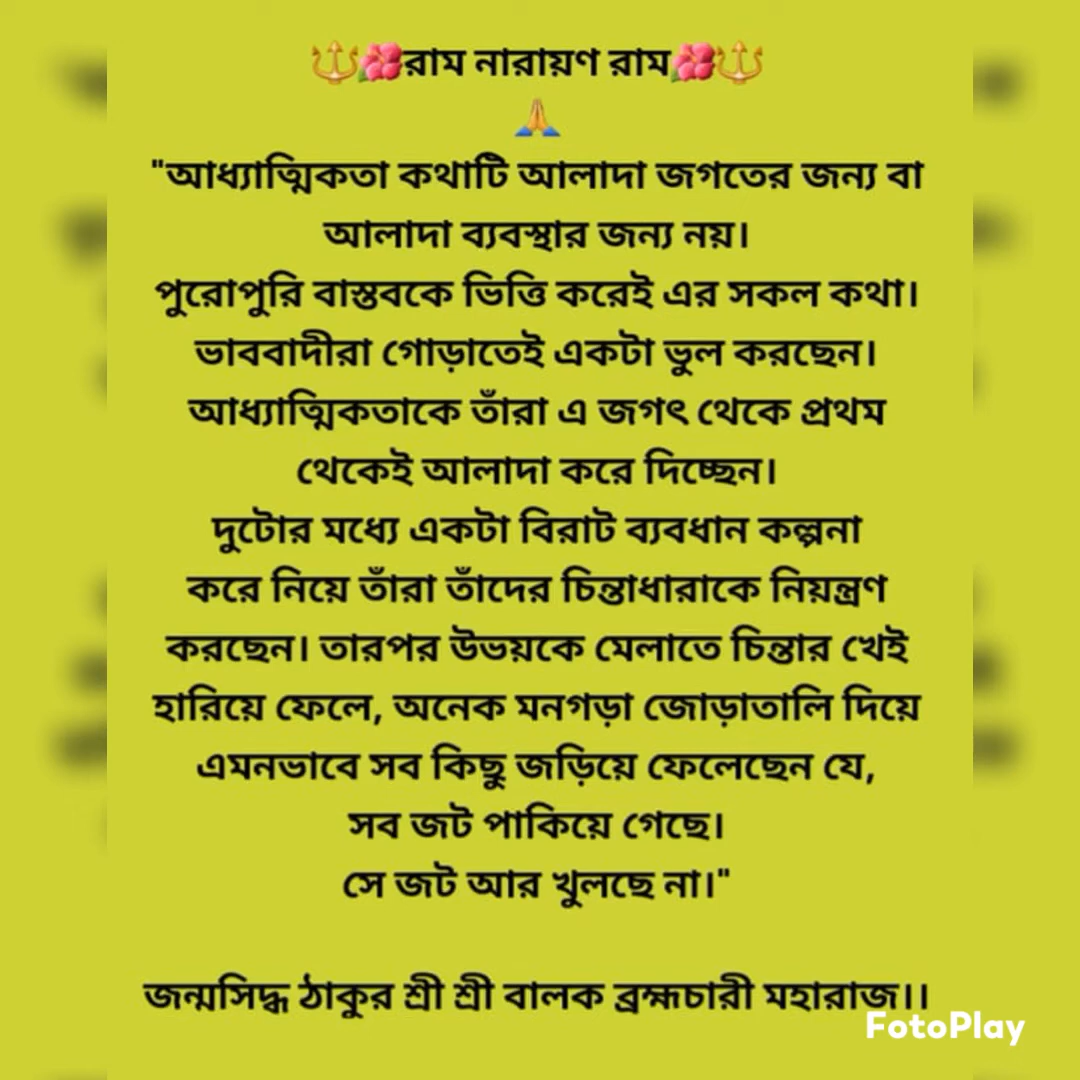 🔱🌺রাম নারায়ণ রাম🌺🔱
🙏
"আধ্যাত্মিকতা কথাটি আলাদা জগতের জন্য বা
আলাদা ব্যবস্থার জন্য নয়।
পুরোপুরি বাস্তবকে ভিত্তি করেই এর সকল কথা।
ভাববাদীরা গোড়াতেই একটা ভুল করছেন।
আধ্যাত্মিকতাকে তাঁরা এ জগৎ থেকে প্রথম
থেকেই আলাদা করে দিচ্ছেন।
দুটোর মধ্যে একটা বিরাট ব্যবধান কল্পনা
করে নিয়ে তাঁরা তাঁদের চিন্তাধারাকে নিয়ন্ত্রণ
করছেন। তারপর উভয়কে মেলাতে চিন্তার খেই
হারিয়ে ফেলে, অনেক মনগড়া জোড়াতালি দিয়ে
এমনভাবে সব কিছু জড়িয়ে ফেলেছেন যে,
সব জট পাকিয়ে গেছে।
সে জট আর খুলছে না।"
জন্মসিদ্ধ ঠাকুর শ্রী শ্রী বালক ব্রহ্মচারী মহারাজ।।
FotoPlay